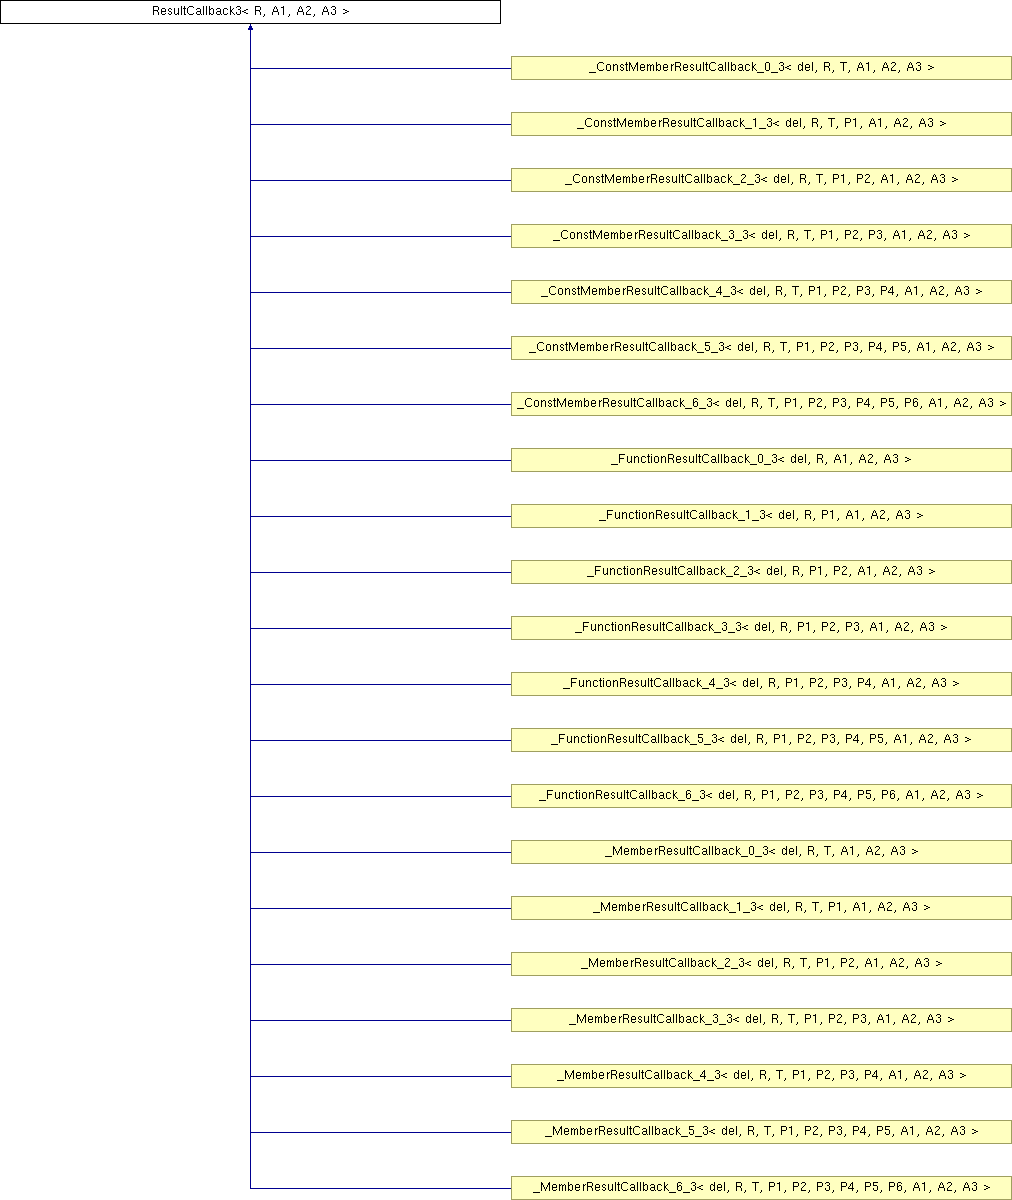 ResultCallback3< R, A1, A2, A3 >
_ConstMemberResultCallback_0_3< del, R, T, A1, A2, A3 >
_ConstMemberResultCallback_1_3< del, R, T, P1, A1, A2, A3 >
_ConstMemberResultCallback_2_3< del, R, T, P1, P2, A1, A2, A3 >
_ConstMemberResultCallback_3_3< del, R, T, P1, P2, P3, A1, A2, A3 >
_ConstMemberResultCallback_4_3< del, R, T, P1, P2, P3, P4, A1, A2, A3 >
_ConstMemberResultCallback_5_3< del, R, T, P1, P2, P3, P4, P5, A1, A2, A3 >
_ConstMemberResultCallback_6_3< del, R, T, P1, P2, P3, P4, P5, P6, A1, A2, A3 >
_FunctionResultCallback_0_3< del, R, A1, A2, A3 >
_FunctionResultCallback_1_3< del, R, P1, A1, A2, A3 >
_FunctionResultCallback_2_3< del, R, P1, P2, A1, A2, A3 >
_FunctionResultCallback_3_3< del, R, P1, P2, P3, A1, A2, A3 >
_FunctionResultCallback_4_3< del, R, P1, P2, P3, P4, A1, A2, A3 >
_FunctionResultCallback_5_3< del, R, P1, P2, P3, P4, P5, A1, A2, A3 >
_FunctionResultCallback_6_3< del, R, P1, P2, P3, P4, P5, P6, A1, A2, A3 >
_MemberResultCallback_0_3< del, R, T, A1, A2, A3 >
_MemberResultCallback_1_3< del, R, T, P1, A1, A2, A3 >
_MemberResultCallback_2_3< del, R, T, P1, P2, A1, A2, A3 >
_MemberResultCallback_3_3< del, R, T, P1, P2, P3, A1, A2, A3 >
_MemberResultCallback_4_3< del, R, T, P1, P2, P3, P4, A1, A2, A3 >
_MemberResultCallback_5_3< del, R, T, P1, P2, P3, P4, P5, A1, A2, A3 >
_MemberResultCallback_6_3< del, R, T, P1, P2, P3, P4, P5, P6, A1, A2, A3 >